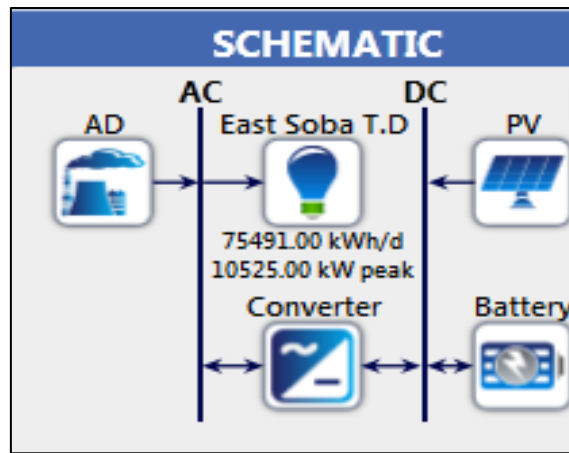 SCHEMATIC
AC DC
AD East Soba T.D PV
75491.00 kWh/d
10525.00 kW peak
Converter Battery